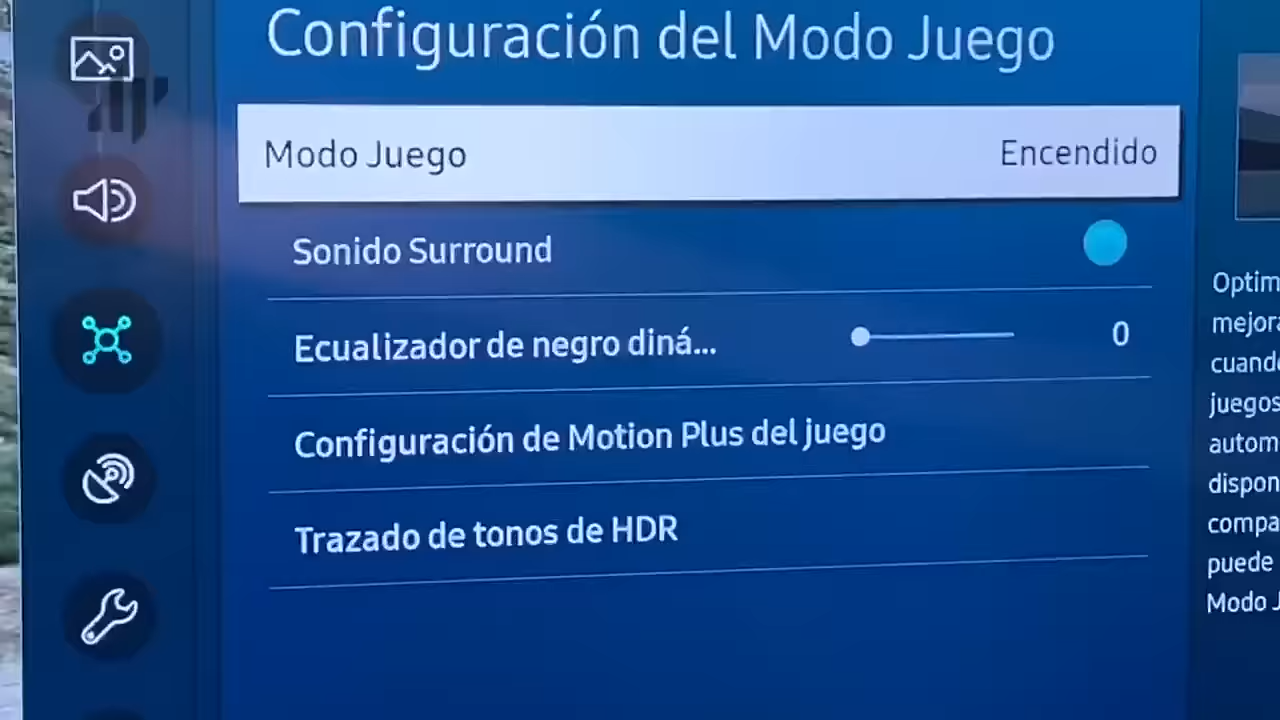 Configuración del Modo Juego
Modo Juego Encendido
Sonido Surround
Ecualizador de negro diná... 0
Configuración de Motion Plus del juego
Trazado de tonos de HDR
Optim
mejora
cuando
juegos
autom
dispon
compa
puede
Modo J